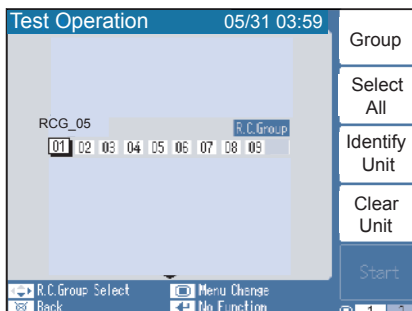 Test Operation 05/31 03:59
Group
Select
All
Identify
Unit
Clear
Unit
Start
RCG_05
R.C.Group
01 02 03 04 05 06 07 08 09
R.C.Group Select
Menu Change
Back
No Function
1 2